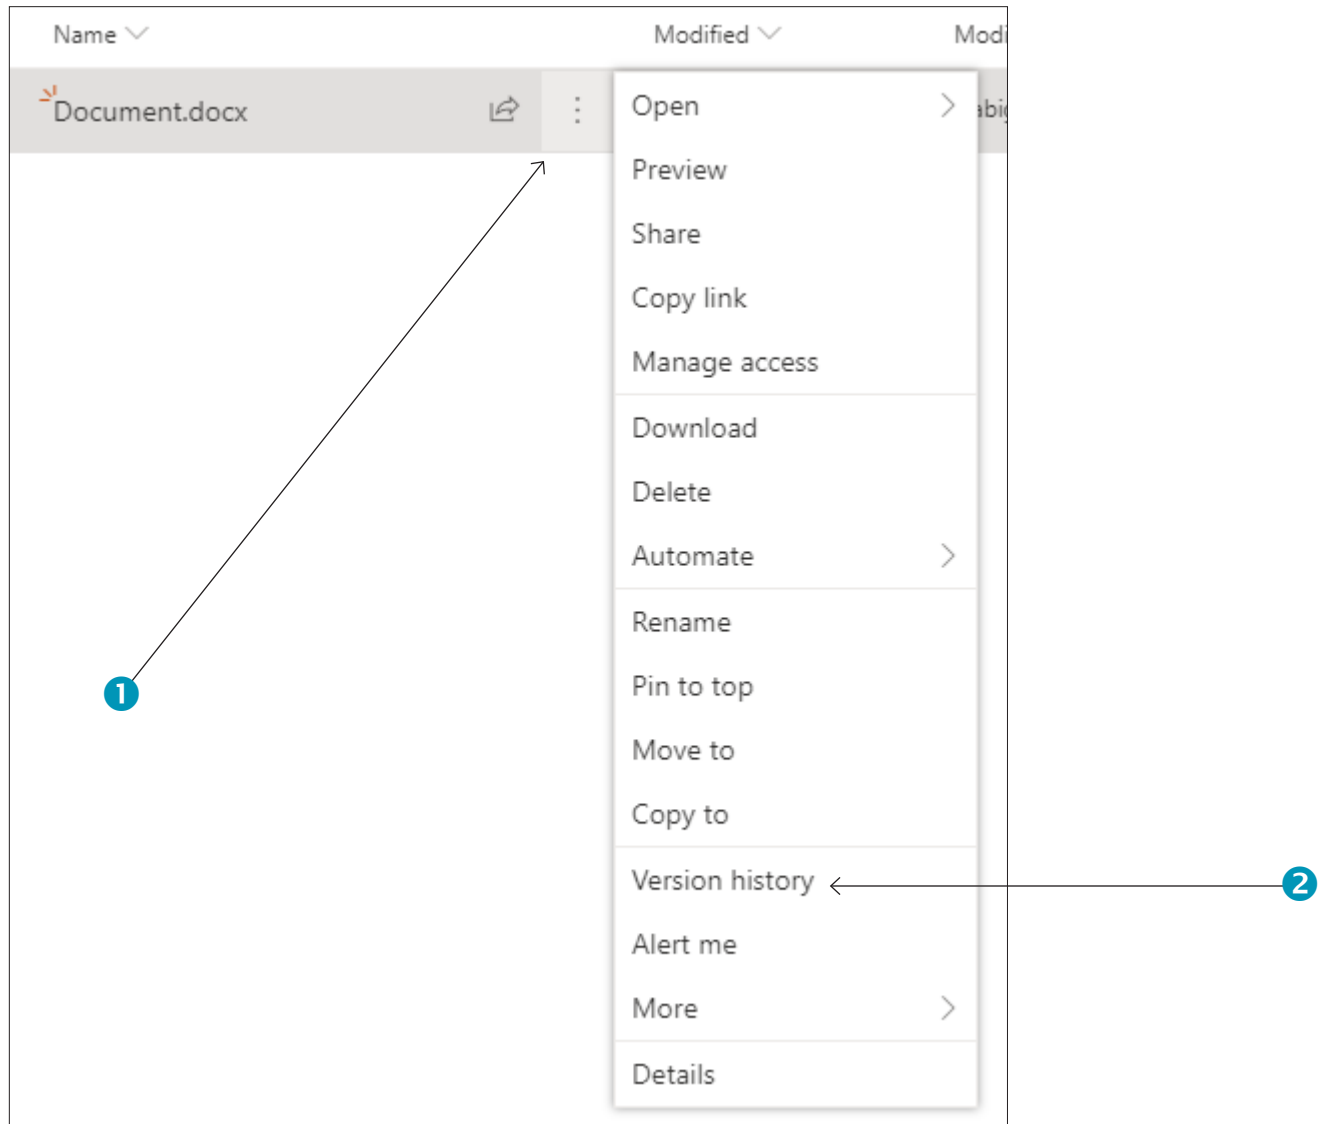 Name Modified Modi
Document.docx
Open
Preview
Share
Copy link
Manage access
Download
Delete
Automate
Rename
1
Pin to top
Move to
Copy to
Version history
2
Alert me
More
Details